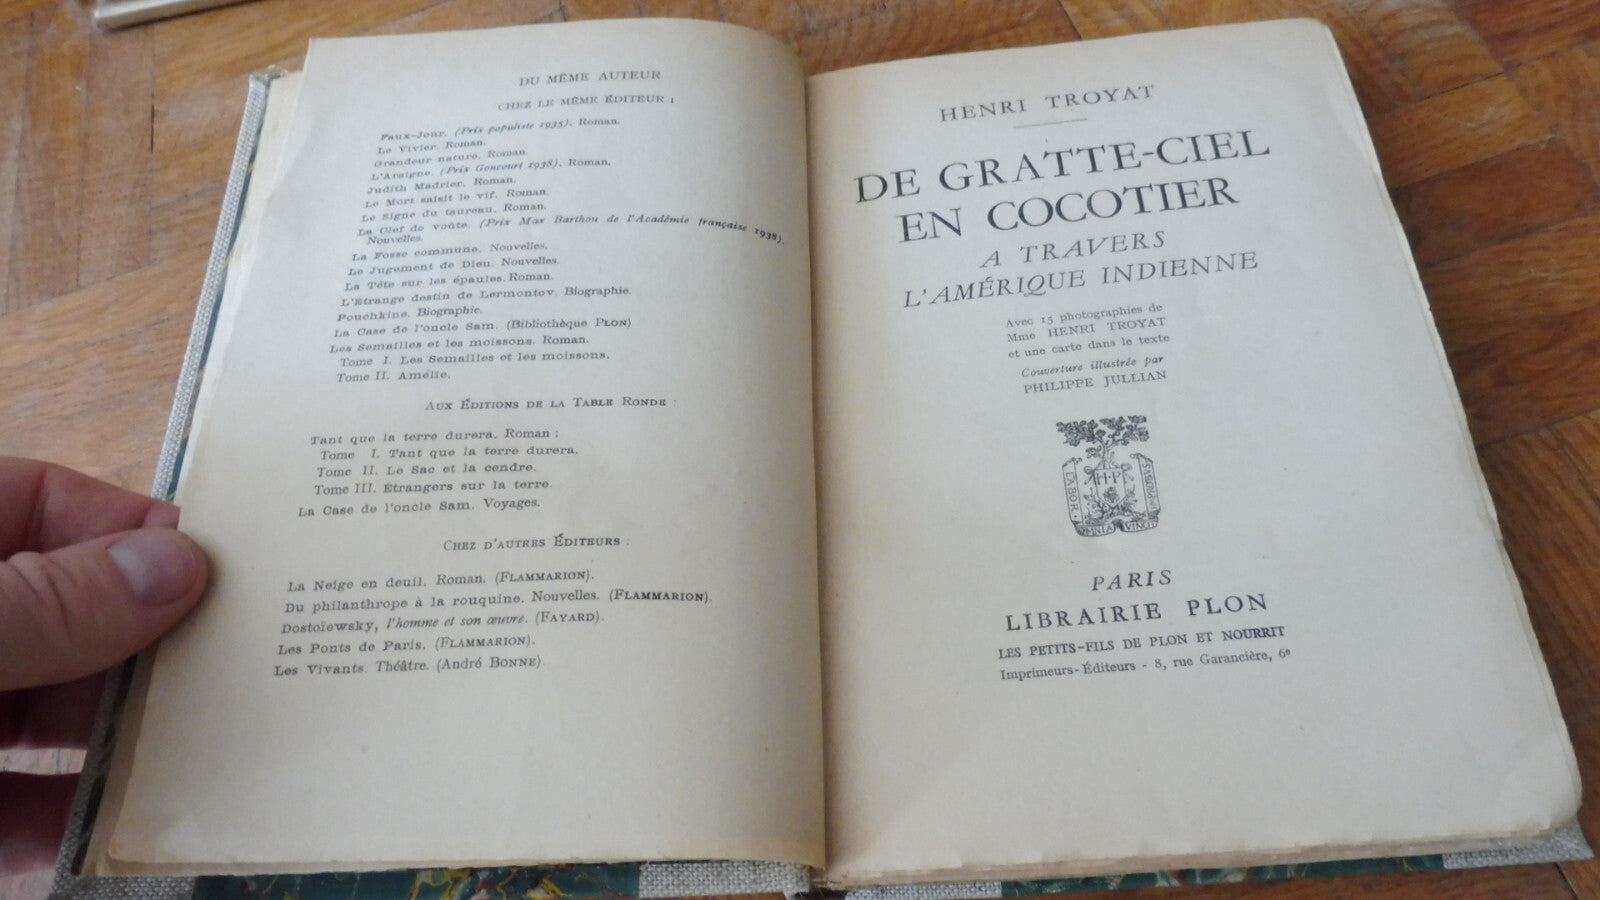 DU MÊME AUTEUR
CHEZ LE MÊME ÉDITEUR :
Faux-Jour. (Prix populiste 1935). Roman.
Le Vivier. Roman.
Grandeur nature. Roman.
L'Araigne. (Prix Goncourt 1938). Roman.
Judith Madrier. Roman.
Le Mort saisit le vif. Roman.
Le Signe du taureau. Roman.
La Clef de voûte. (Prix Max Barthou de l'Académie française 1938).
Nouvelles.
La Fosse commune. Nouvelles.
Le Jugement de Dieu. Nouvelles.
La Tête sur les épaules. Roman.
L'Étrange destin de Lermontov. Biographie.
Pouchkine. Biographie.
La Case de l'oncle Sam. (Bibliothèque PLON)
Les Semailles et les moissons. Roman.
Tome I. Les Semailles et les moissons.
Tome II. Amélie.
AUX ÉDITIONS DE LA TABLE RONDE :
Tant que la terre durera. Roman :
Tome I. Tant que la terre durera.
Tome II. Le Sac et la cendre.
Tome III. Étrangers sur la terre.
La Case de l'oncle Sam. Voyages.
CHEZ D'AUTRES ÉDITEURS :
La Neige en deuil. Roman. (FLAMMARION).
Du philanthrope à la rouquine. Nouvelles. (FLAMMARION).
Dostoïewsky, l'homme et son œuvre. (FAYARD).
Les Ponts de Paris. (FLAMMARION).
Les Vivants. Théâtre. (André BONNE).
HENRI TROYAT
DE GRATTE-CIEL
EN COCOTIER
A TRAVERS
L'AMÉRIQUE INDIENNE
Avec 15 photographies de
Mme HENRI TROYAT
et une carte dans le texte
Couverture illustrée par
PHILIPPE JULLIAN
LABOR
OMNIA VINCIT
IMPROBUS
H·P
PARIS
LIBRAIRIE PLON
LES PETITS-FILS DE PLON ET NOURRIT
Imprimeurs-Éditeurs - 8, rue Garancière, 6e